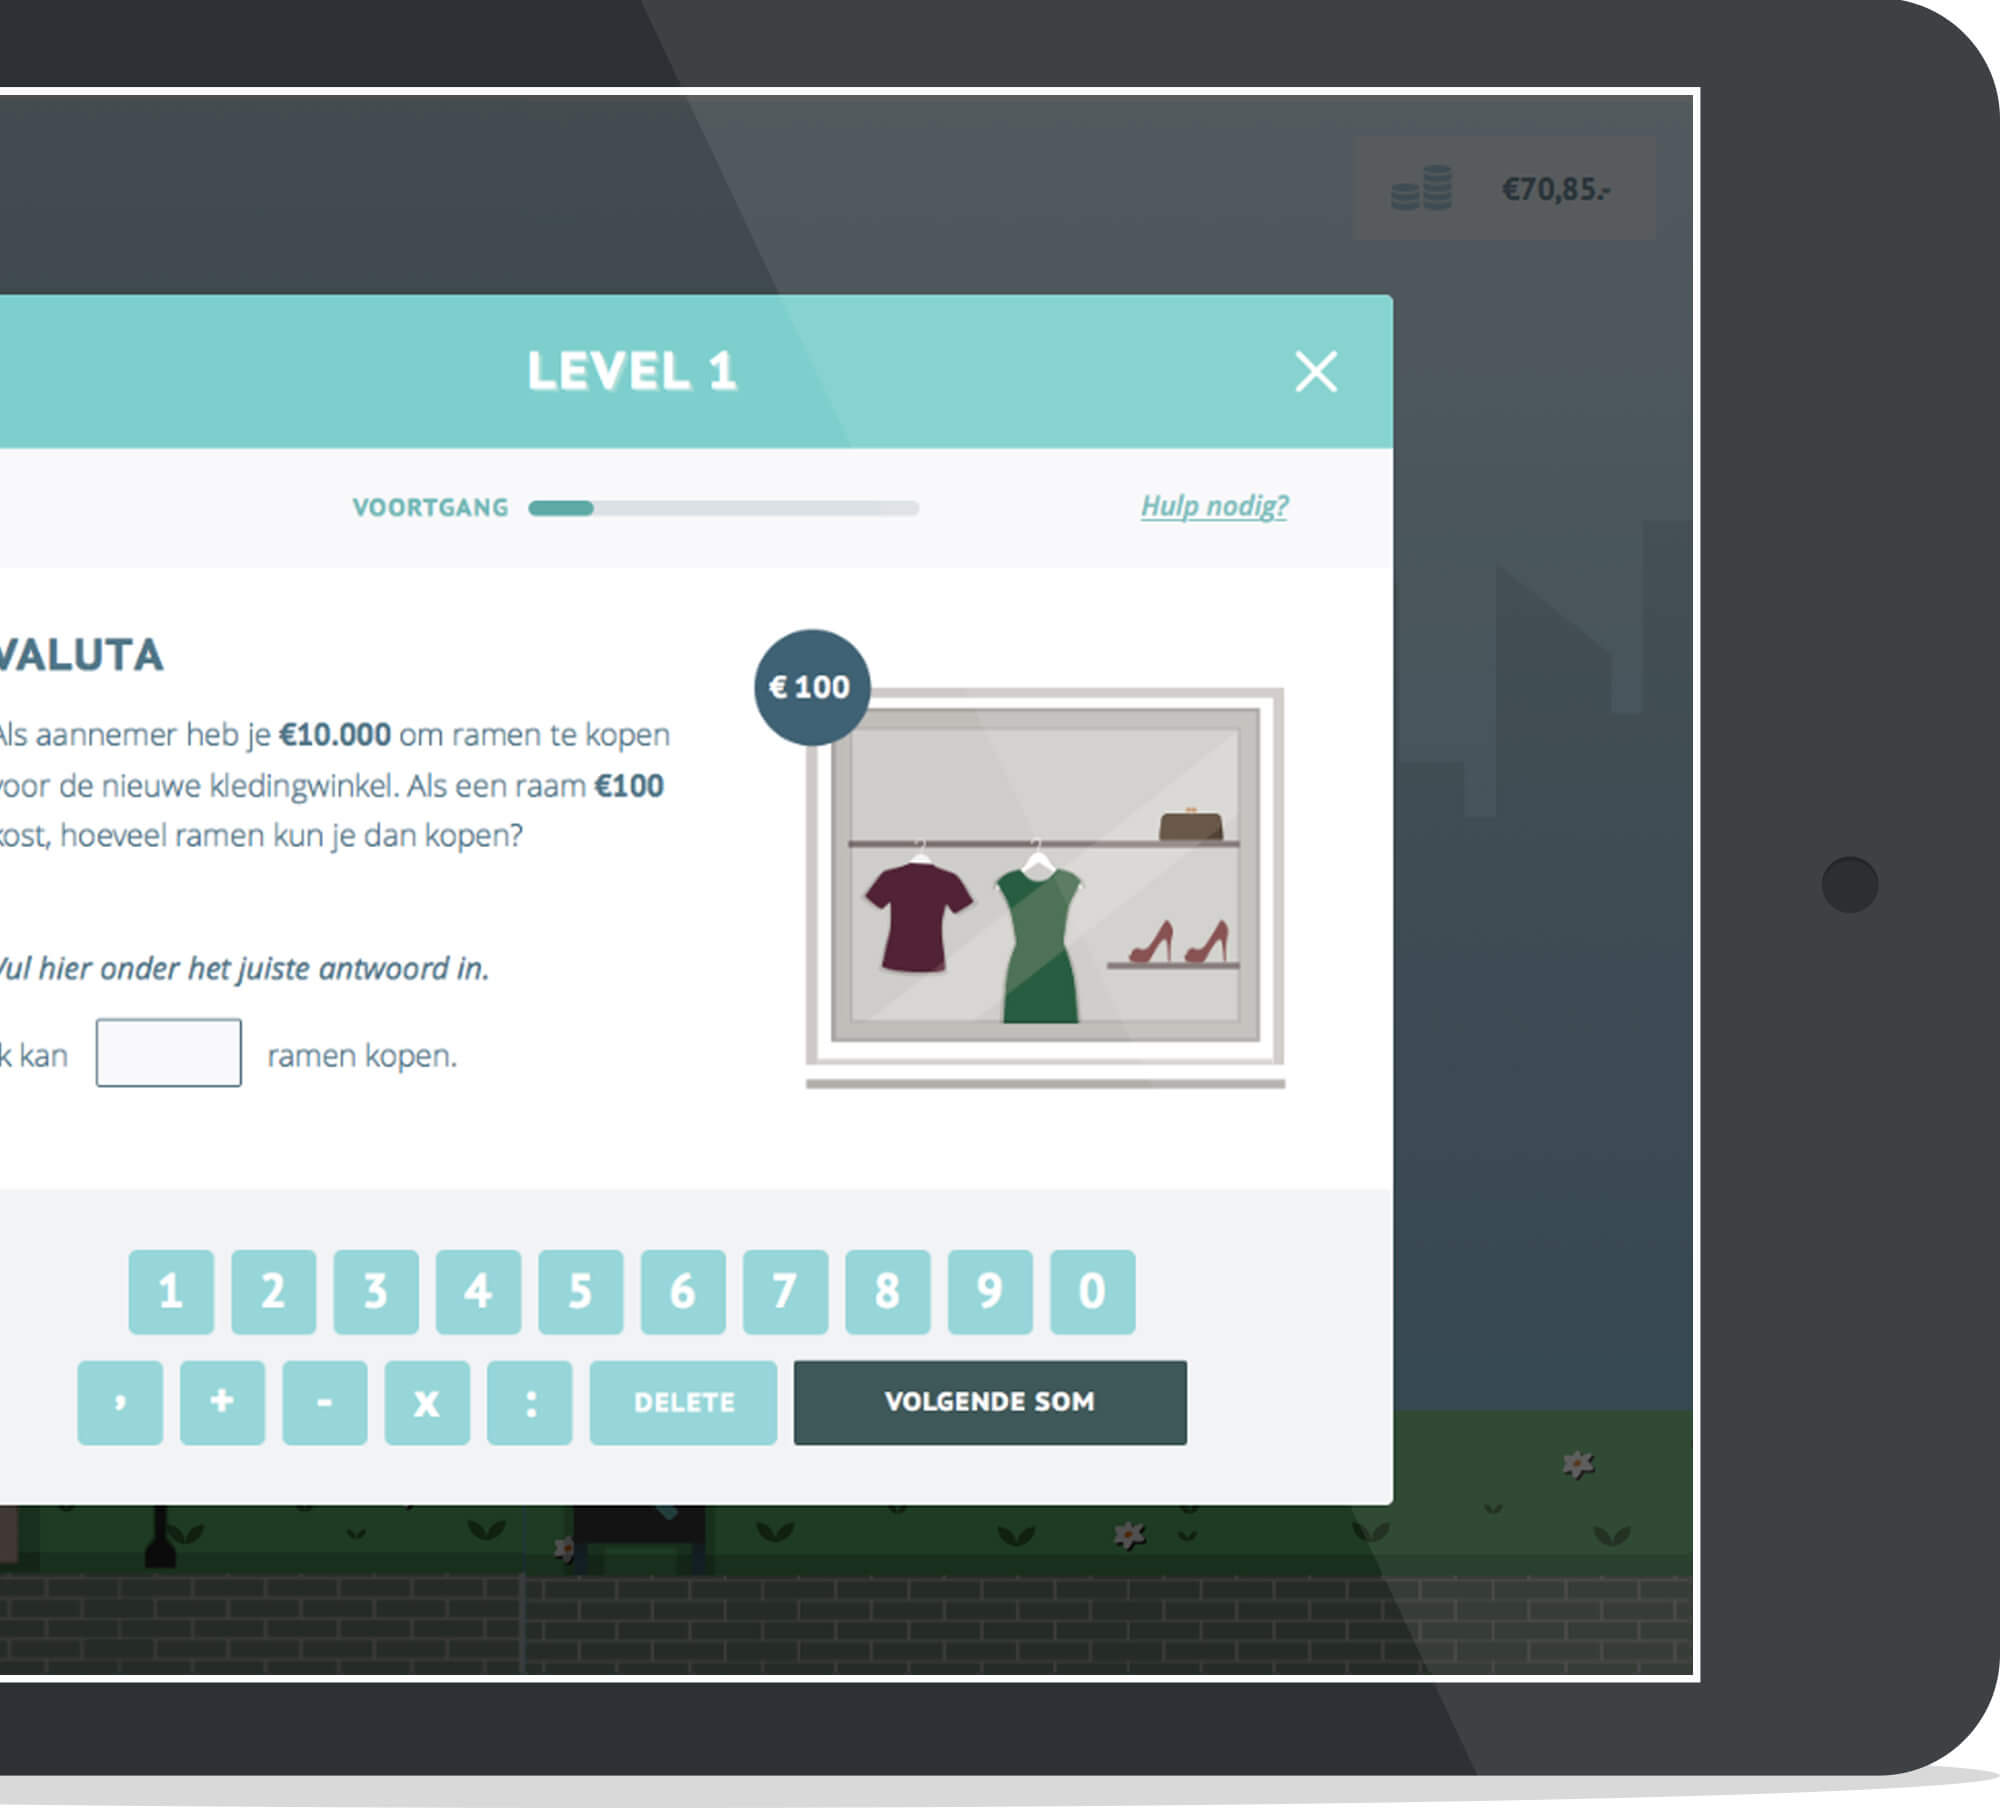 €70,85.-
LEVEL 1
VOORTGANG
Hulp nodig?
VALUTA
€ 100
Als aannemer heb je €10.000 om ramen te kopen
voor de nieuwe kledingwinkel. Als een raam €100
kost, hoeveel ramen kun je dan kopen?
Vul hier onder het juiste antwoord in.
k kan ramen kopen.
1 2 3 4 5 6 7 8 9 0
, + - x : DELETE VOLGENDE SOM